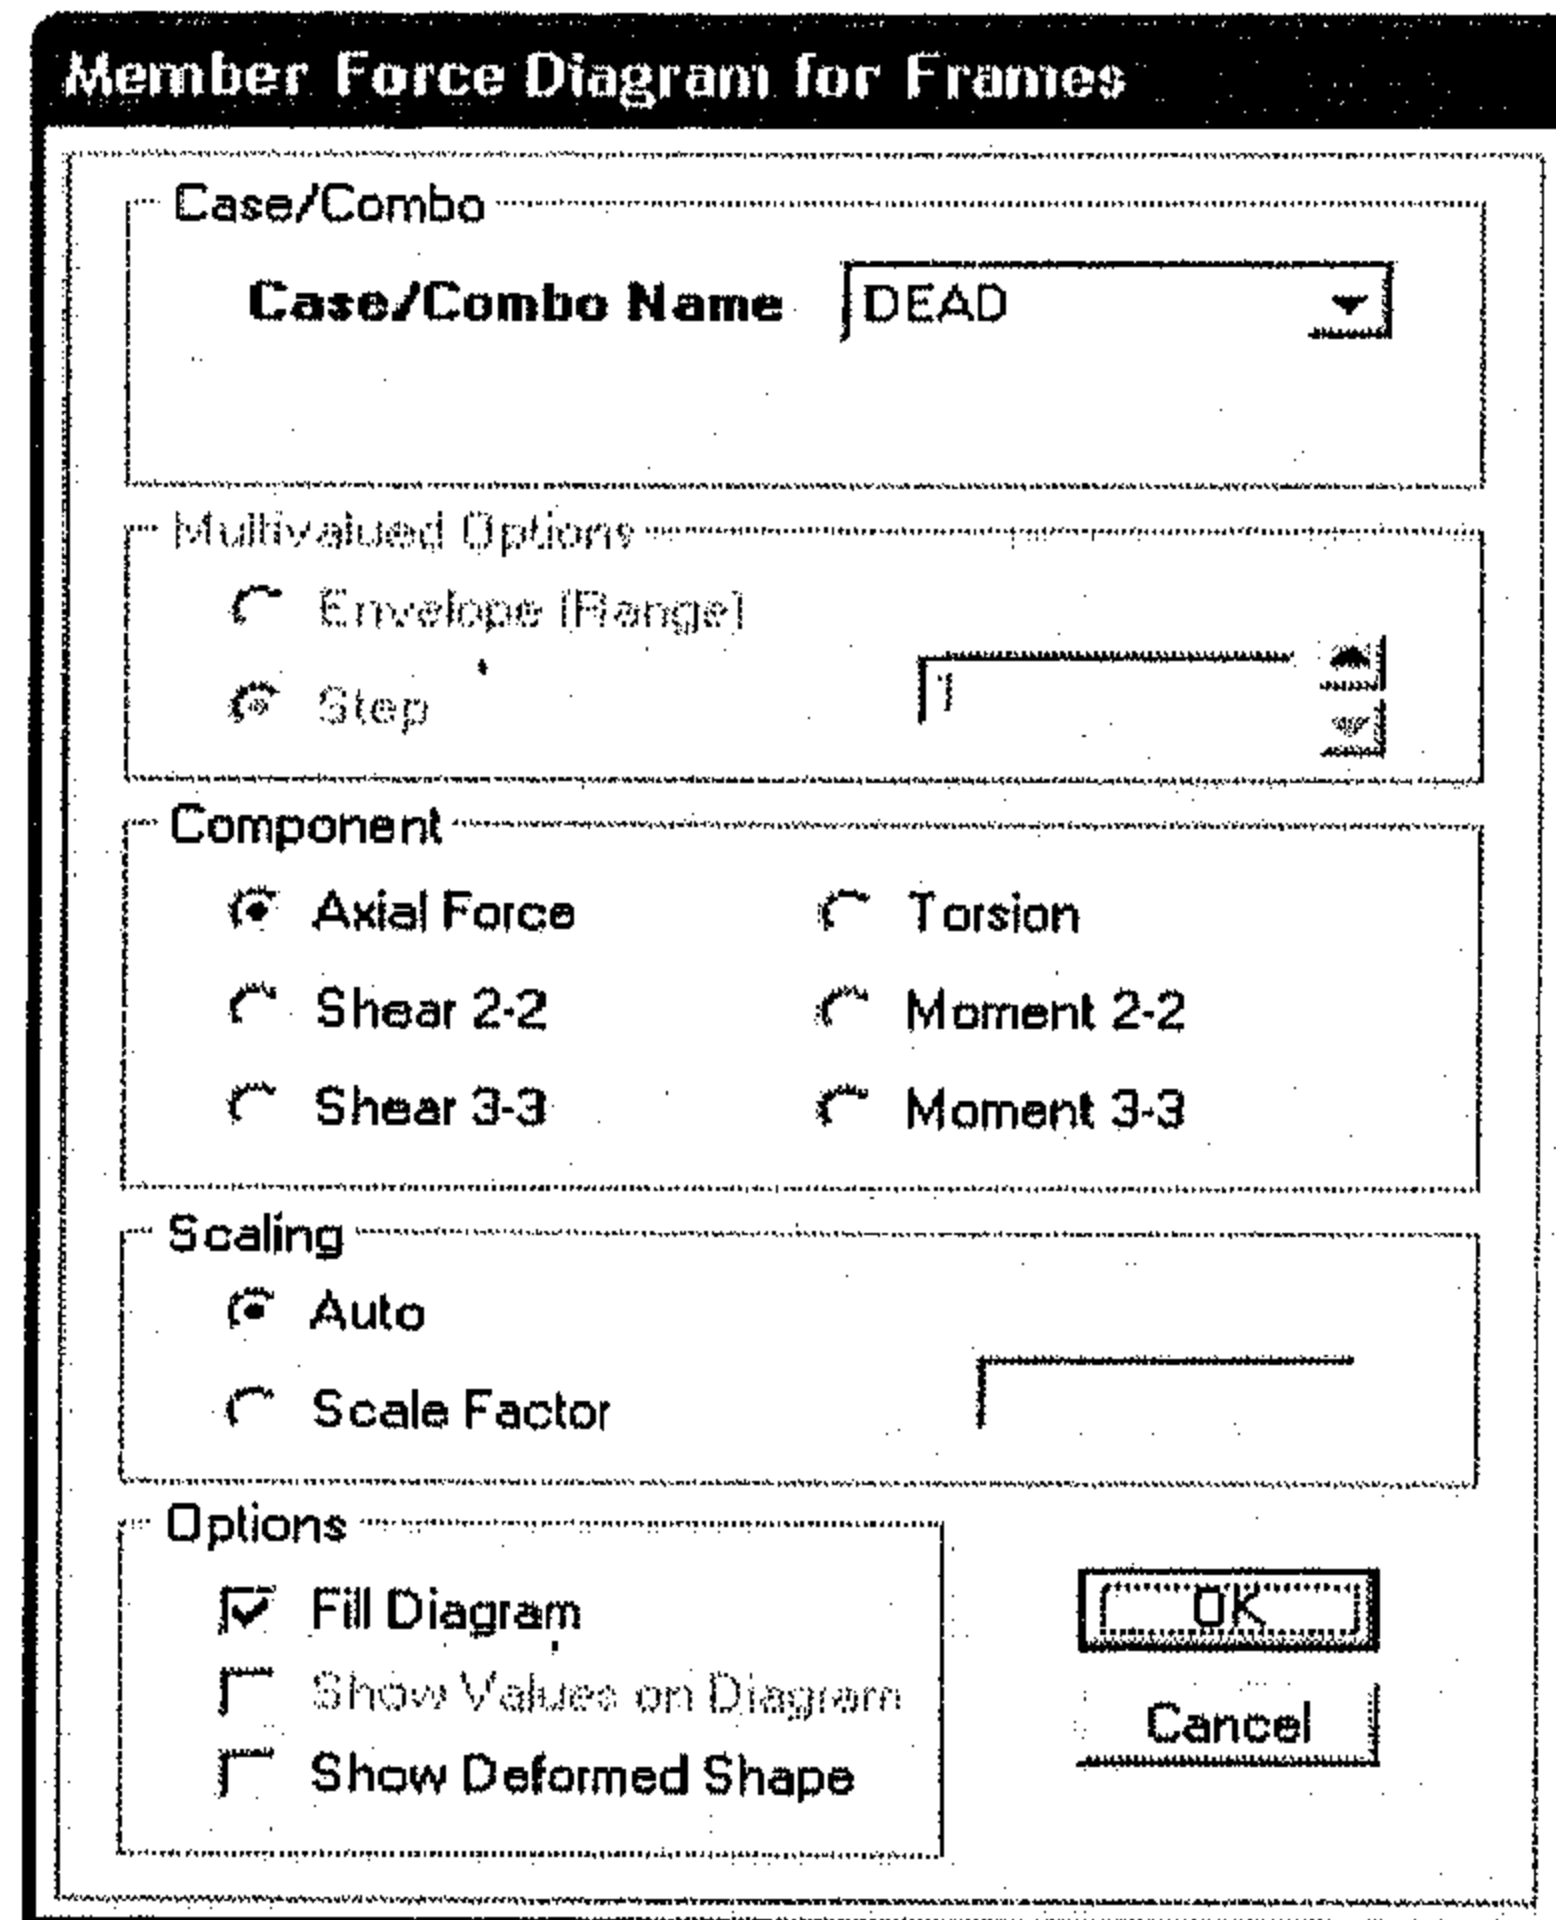 Member Force Diagram for Frames
Case/Combo
Case/Combo Name DEAD
Multivalued Options
Envelope (Range)
Step 1
Component
Axial Force Torsion
Shear 2-2 Moment 2-2
Shear 3-3 Moment 3-3
Scaling
Auto
Scale Factor
Options
Fill Diagram OK
Show Values on Diagram
Cancel
Show Deformed Shape